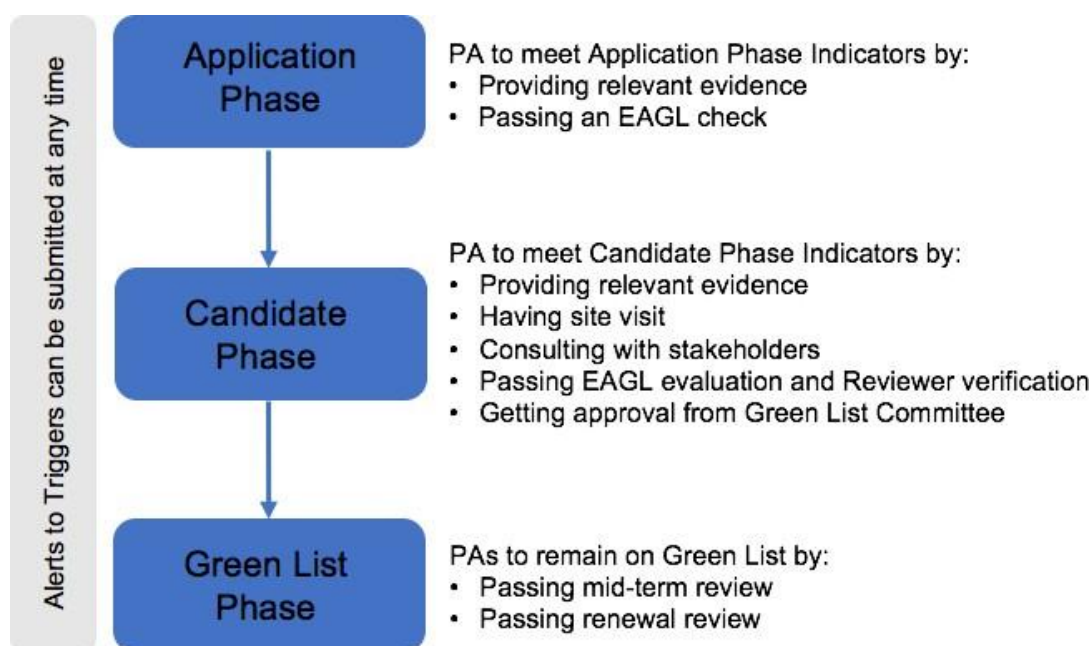 Alerts to Triggers can be submitted at any time
Application
Phase
PA to meet Application Phase Indicators by:
• Providing relevant evidence
• Passing an EAGL check
Candidate
Phase
PA to meet Candidate Phase Indicators by:
• Providing relevant evidence
• Having site visit
• Consulting with stakeholders
• Passing EAGL evaluation and Reviewer verification
• Getting approval from Green List Committee
Green List
Phase
PAs to remain on Green List by:
• Passing mid-term review
• Passing renewal review